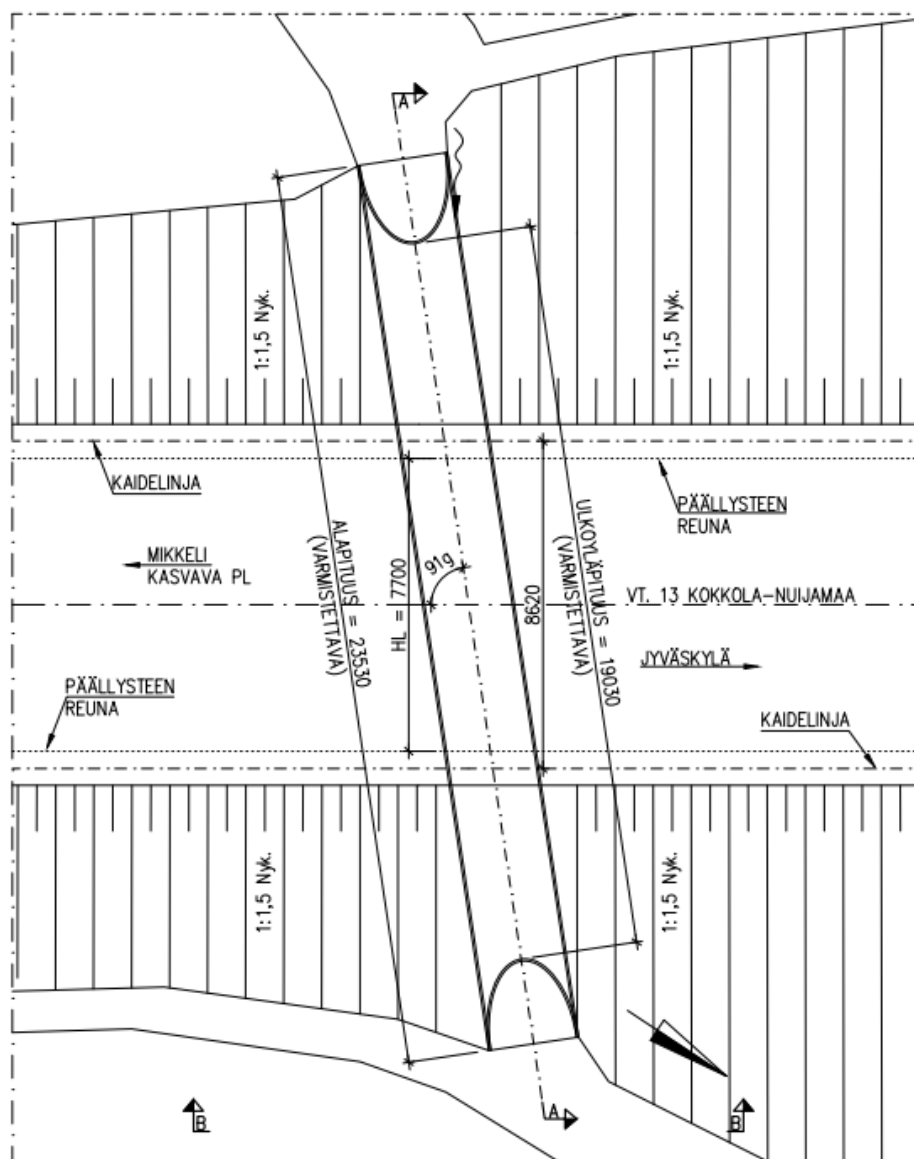 A
1:1,5 Nyk.
1:1,5 Nyk.
KAIDELINJA
PÄÄLLYSTEEN
REUNA
MIKKELI
KASVAVA PL
ALAPITUUS = 23530
(VARMISTETTAVA)
HL = 7700
91g
8620
ULKOYLÄPITUUS = 19030
(VARMISTETTAVA)
VT. 13 KOKKOLA-NUIJAMAA
JYVÄSKYLÄ
PÄÄLLYSTEEN
REUNA
KAIDELINJA
1:1,5 Nyk.
1:1,5 Nyk.
B
A
B